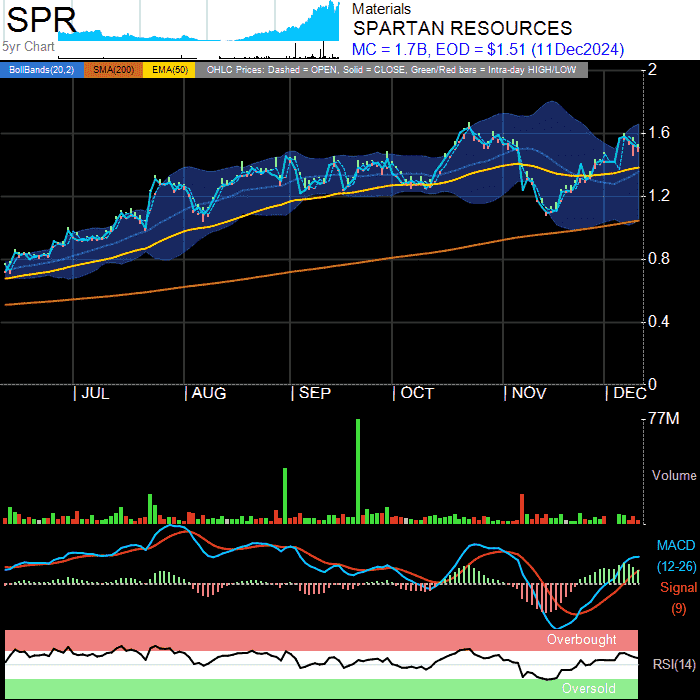 SPR
5yr Chart
Materials
SPARTAN RESOURCES
MC = 1.7B, EOD = $1.51 (11Dec2024)
BollBands(20,2) SMA(200) EMA(50) OHLC Prices: Dashed = OPEN, Solid = CLOSE, Green/Red bars = Intra-day HIGH/LOW
2
1.6
1.2
0.8
0.4
0
JUL AUG SEP OCT NOV DEC
77M
Volume
MACD
(12-26)
Signal
(9)
Overbought
RSI(14)
Oversold